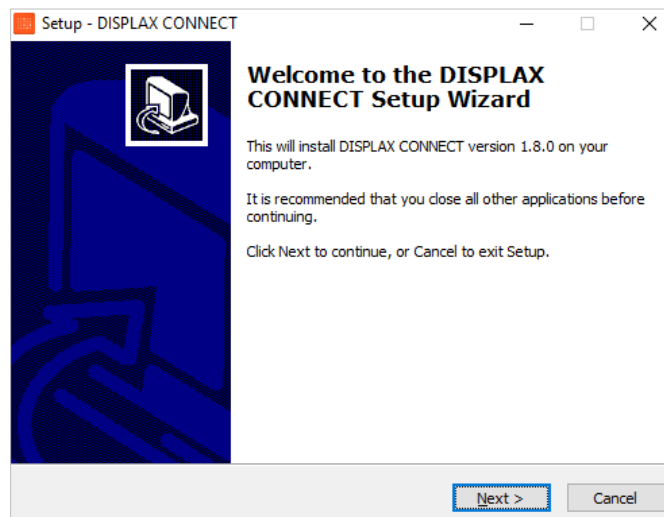 Setup - DISPLAX CONNECT
Welcome to the DISPLAX
CONNECT Setup Wizard
This will install DISPLAX CONNECT version 1.8.0 on your
computer.
It is recommended that you close all other applications before
continuing.
Click Next to continue, or Cancel to exit Setup.
Next >
Cancel